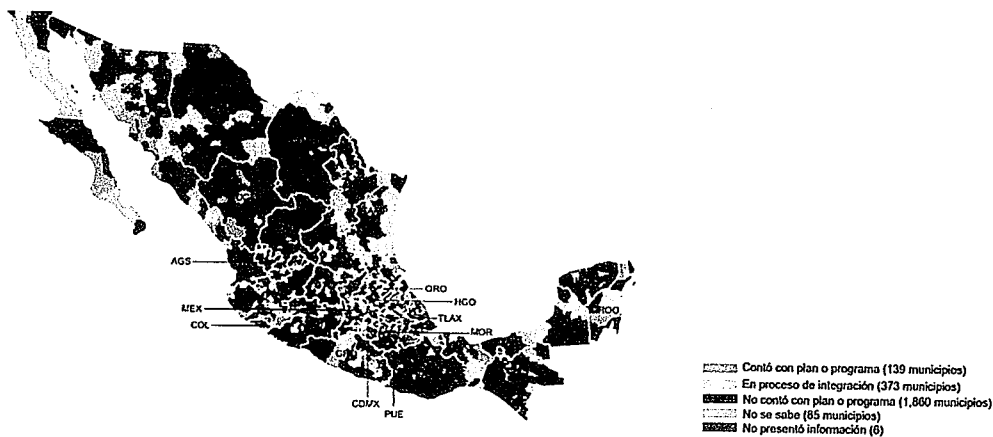 AGS
QRO
HGO
MEX
TLAX
COL
MOR
CDMX
PUE
Contó con plan o programa (139 municipios)
En proceso de integración (373 municipios)
No contó con plan o programa (1,860 municipios)
No se sabe (85 municipios)
No presentó información (6)